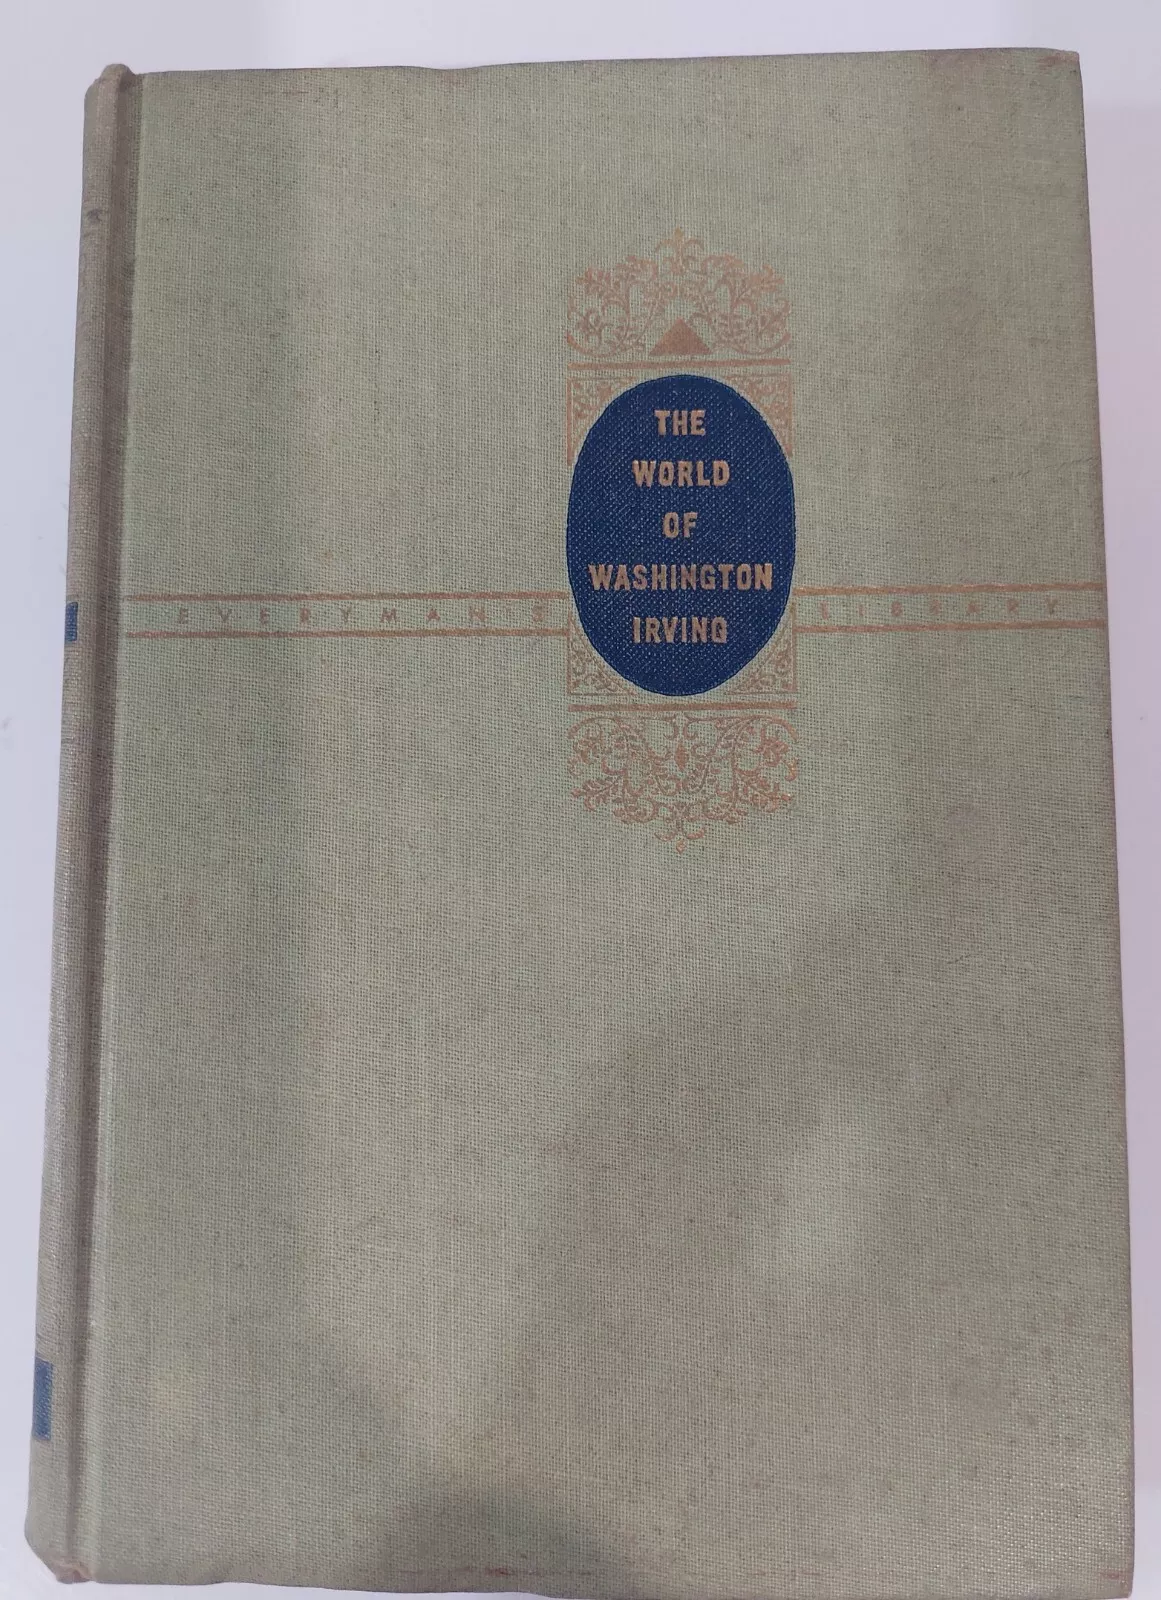 THE
WORLD
OF
WASHINGTON
IRVING
EVERYMAN'S LIBRARY